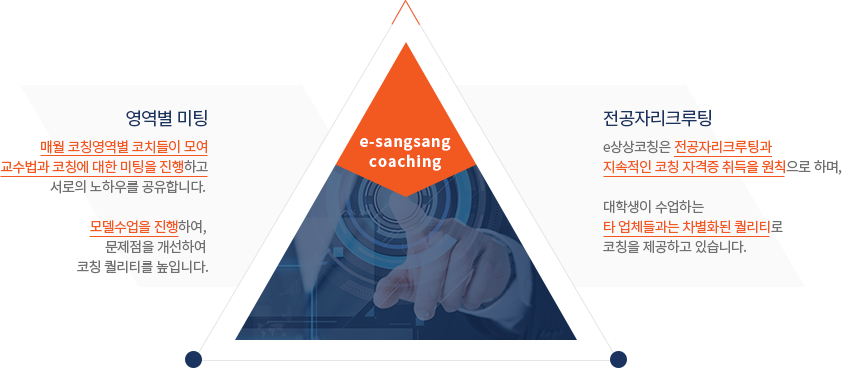 영역별 미팅
매월 코칭영역별 코치들이 모여
교수법과 코칭에 대한 미팅을 진행하고
서로의 노하우를 공유합니다.
모델수업을 진행하여,
문제점을 개선하여
코칭 퀄리티를 높입니다.
e-sangsang
coaching
전공자리크루팅
e상상코칭은 전공자리크루팅과
지속적인 코칭 자격증 취득을 원칙으로 하며,
대학생이 수업하는
타 업체들과는 차별화된 퀄리티로
코칭을 제공하고 있습니다.